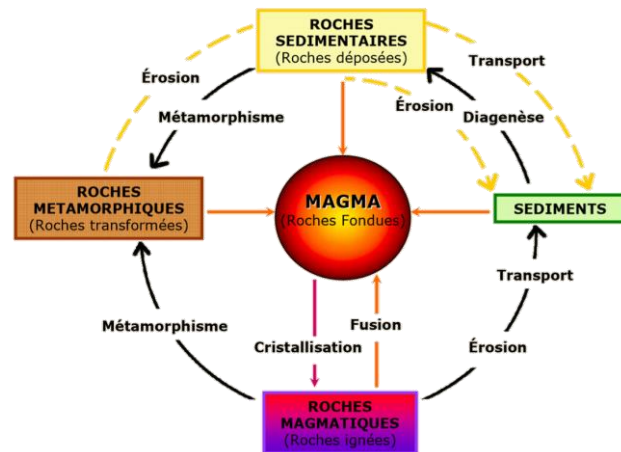 ROCHES
SEDIMENTAIRES
(Roches déposées)
Transport
Érosion
Érosion
Métamorphisme
Diagenèse
ROCHES
METAMORPHIQUES
(Roches transformées)
MAGMA
(Roches Fondues)
SEDIMENTS
Transport
Métamorphisme
Fusion
Cristallisation
Érosion
ROCHES
MAGMATIQUES
(Roches ignées)